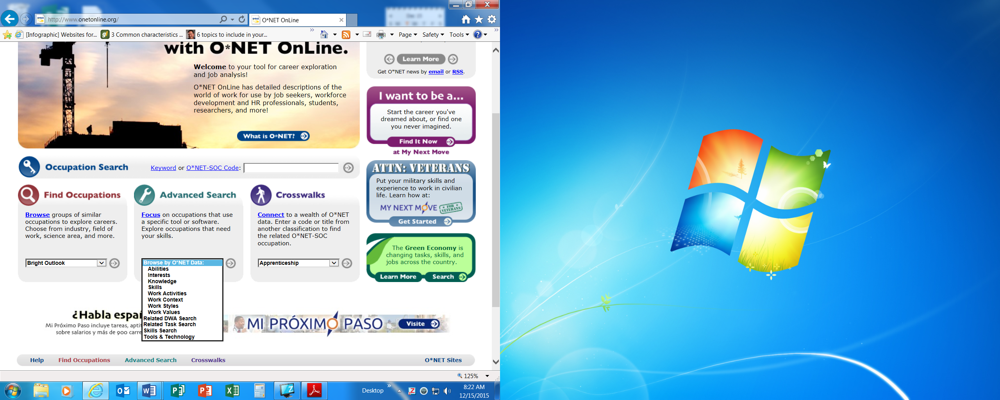 http://www.onetonline.org/
O*NET OnLine
[Infographic] Websites for...
3 Common characteristics ...
6 topics to include in your...
Page
Safety
Tools
with O*NET OnLine.
Welcome to your tool for career exploration
and job analysis!
O*NET OnLine has detailed descriptions of the
world of work for use by job seekers, workforce
development and HR professionals, students,
researchers, and more!
What is O*NET?
Learn More
Get O*NET news by email or RSS.
I want to be a...
Start the career you've
dreamed about, or find one
you never imagined.
Find It Now
at My Next Move
Occupation Search
Keyword or O*NET-SOC Code:
ATTN: VETERANS
Put your military skills and
experience to work in civilian
life. Learn how at:
MY NEXT MOVE
FOR
VETERANS
Get Started
Find Occupations
Browse groups of similar
occupations to explore careers.
Choose from industry, field of
work, science area, and more.
Bright Outlook
Advanced Search
Focus on occupations that use
a specific tool or software.
Explore occupations that need
your skills.
Browse by O*NET Data:
Abilities
Interests
Knowledge
Skills
Work Activities
Work Context
Work Styles
Work Values
Related DWA Search
Related Task Search
Skills Search
Tools & Technology
Crosswalks
Connect to a wealth of O*NET
data. Enter a code or title from
another classification to find
the related O*NET-SOC
occupation.
Apprenticeship
The Green Economy is
changing tasks, skills, and
jobs across the country.
Learn More
Search
¿Habla espa
Mi Próximo Paso incluye tareas, apti
sobre salarios y más de 900 carre
MI PRÓXIMO PASO
Visite
Help
Find Occupations
Advanced Search
Crosswalks
O*NET Sites
125%
Desktop
8:22 AM
12/15/2015